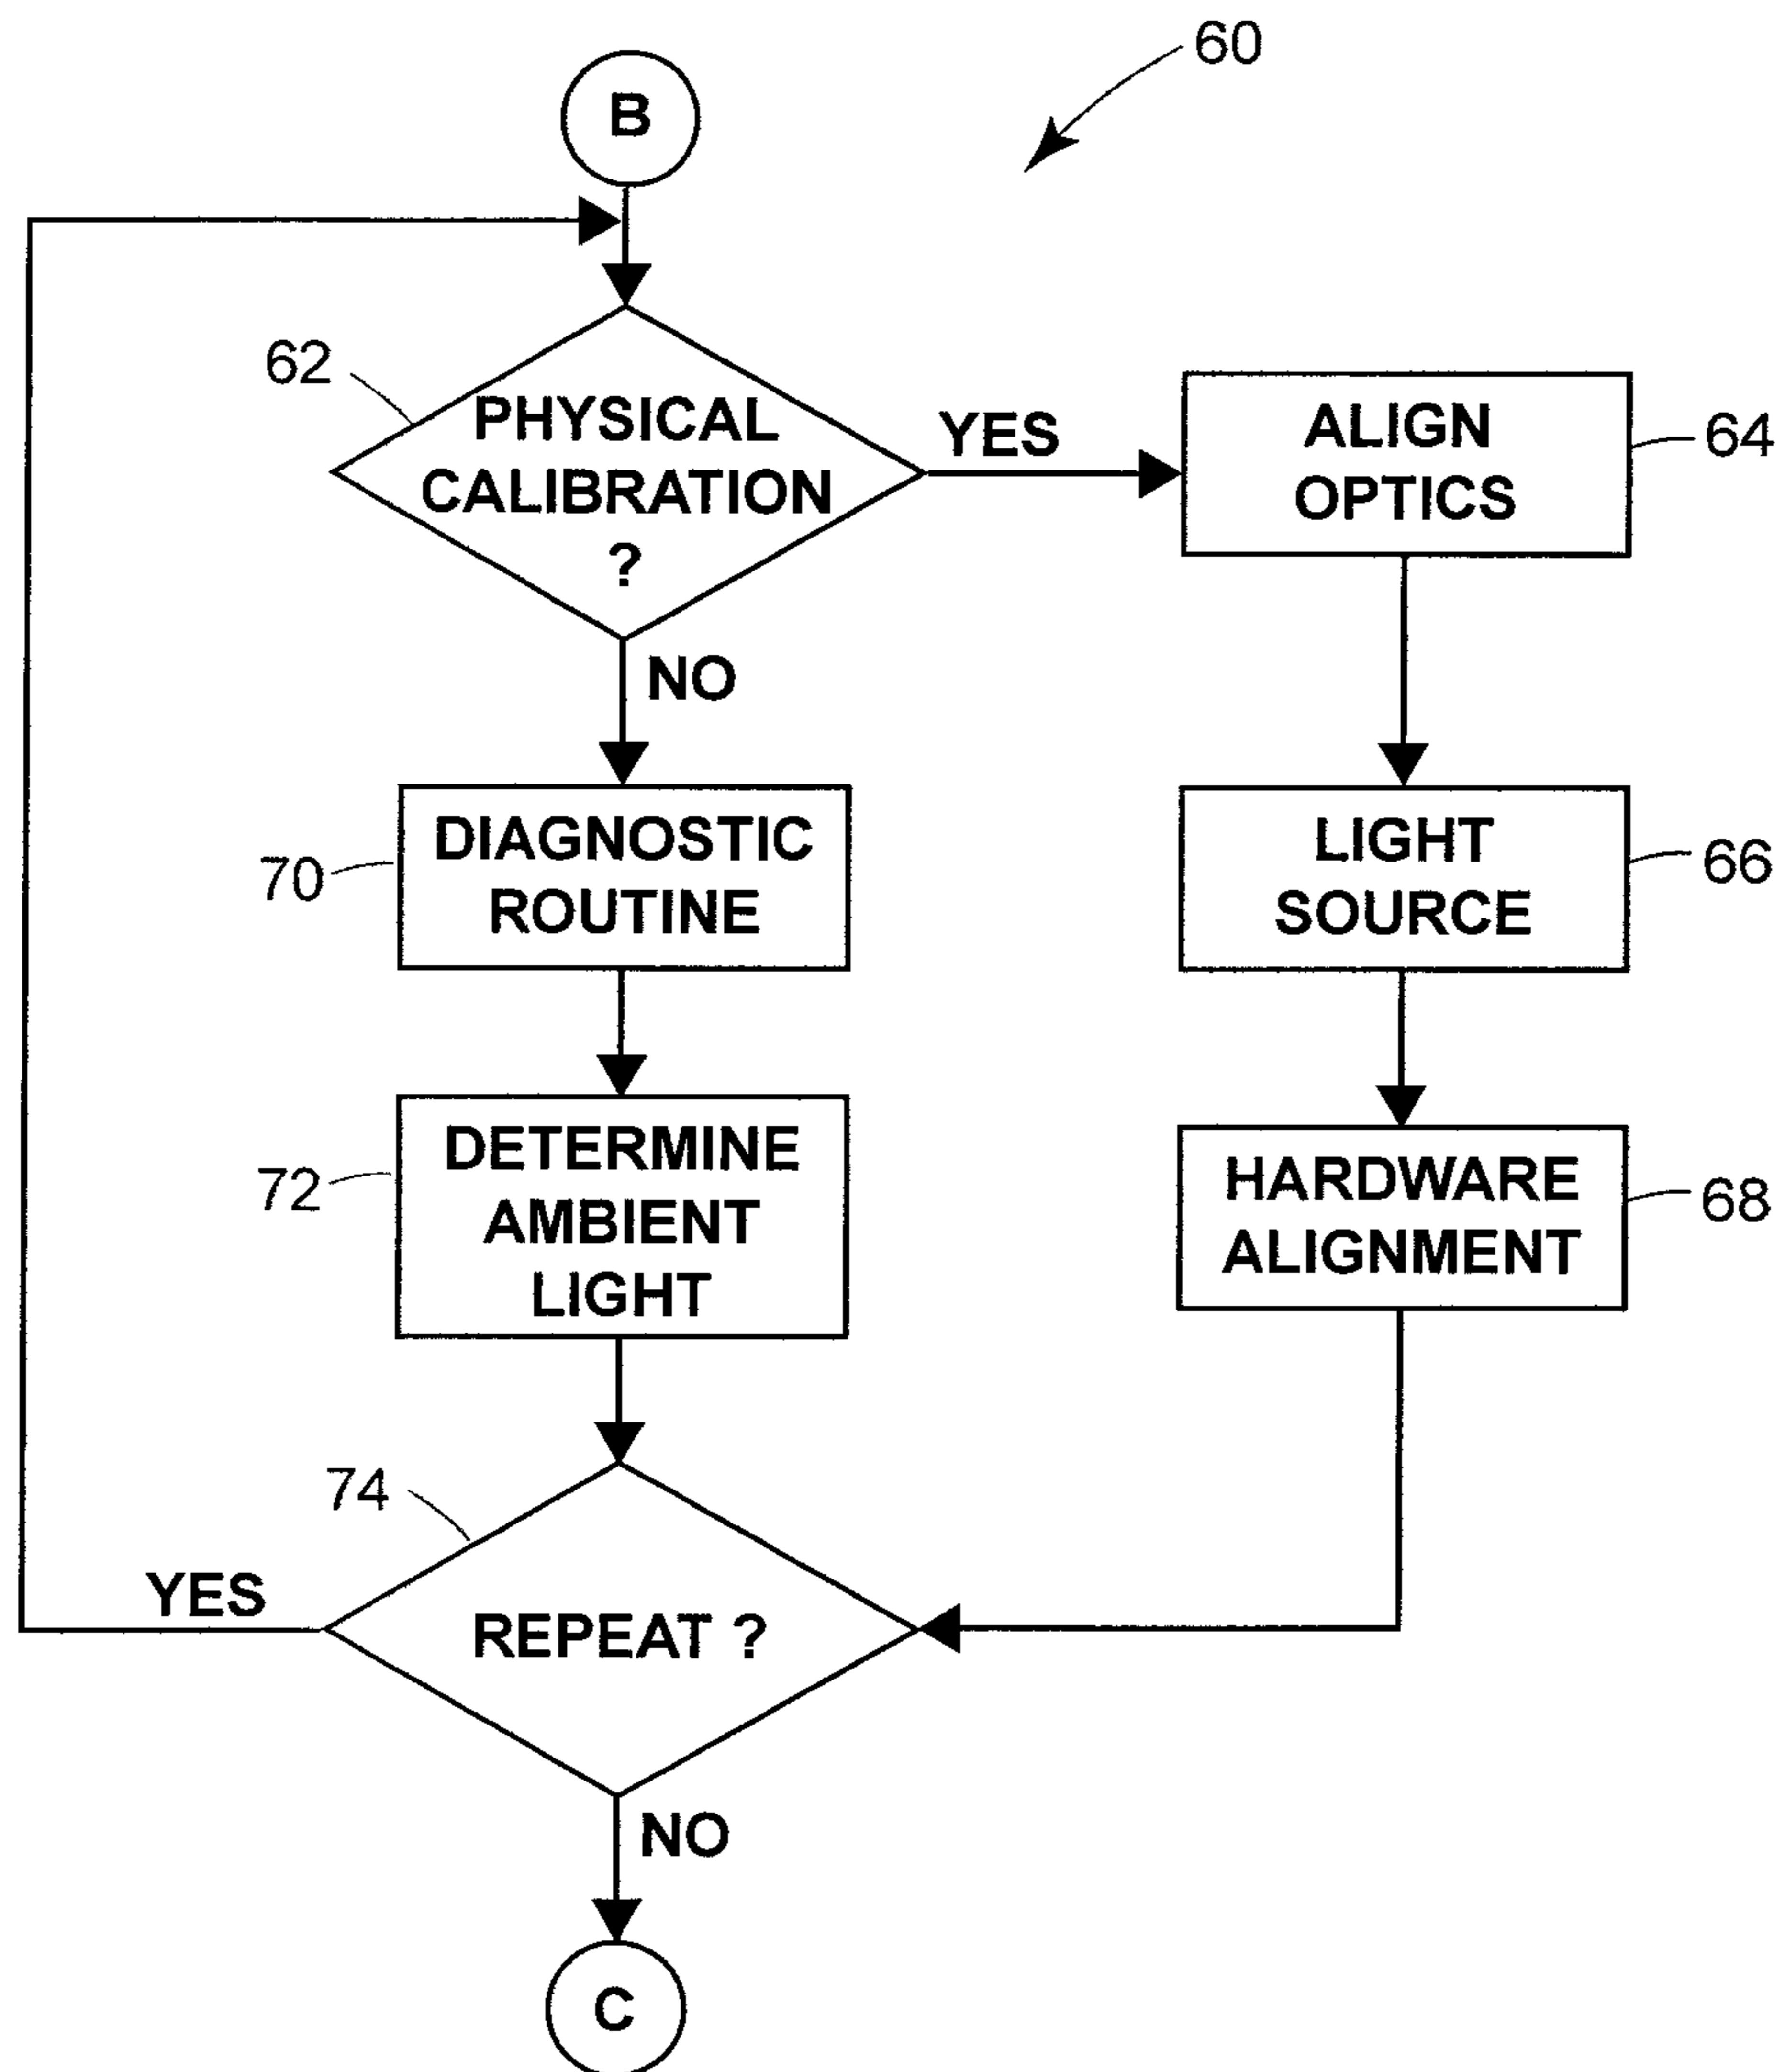 60
B
62
PHYSICAL
CALIBRATION
?
YES
ALIGN
OPTICS
64
NO
DIAGNOSTIC
ROUTINE
70
LIGHT
SOURCE
66
DETERMINE
AMBIENT
LIGHT
72
HARDWARE
ALIGNMENT
68
74
YES
REPEAT ?
NO
C